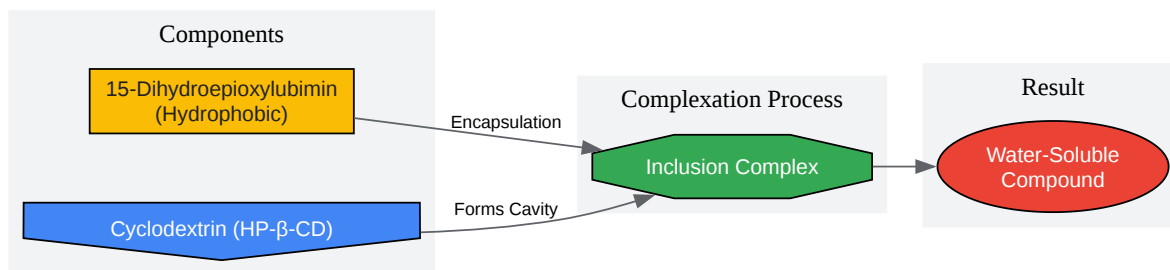 Components
15-Dihydroepioxylubimin
(Hydrophobic)
Cyclodextrin (HP-β-CD)
Encapsulation
Forms Cavity
Complexation Process
Inclusion Complex
Result
Water-Soluble
Compound